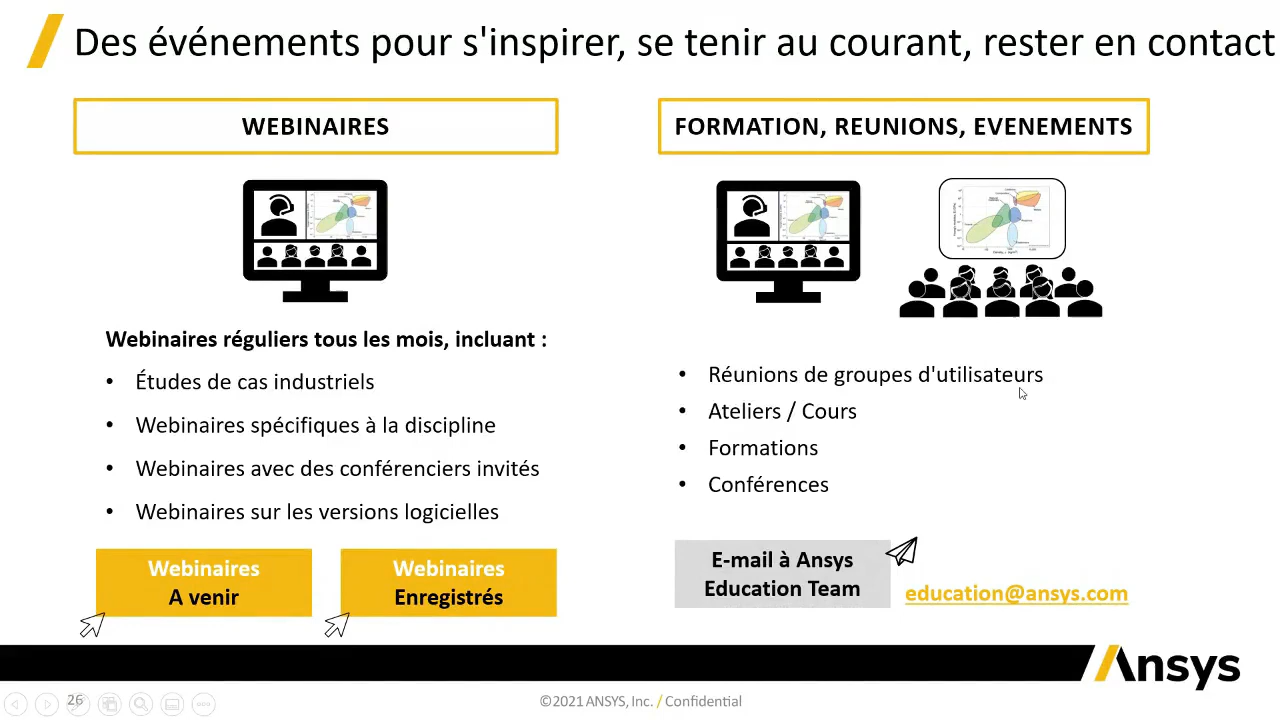 Des événements pour s'inspirer, se tenir au courant, rester en contact
WEBINAIRES
Webinaires réguliers tous les mois, incluant :
• Études de cas industriels
• Webinaires spécifiques à la discipline
• Webinaires avec des conférenciers invités
• Webinaires sur les versions logicielles
Webinaires
A venir
Webinaires
Enregistrés
FORMATION, REUNIONS, EVENEMENTS
• Réunions de groupes d'utilisateurs
• Ateliers / Cours
• Formations
• Conférences
E-mail à Ansys
Education Team
education@ansys.com
Ansys
26
©2021 ANSYS, Inc. / Confidential